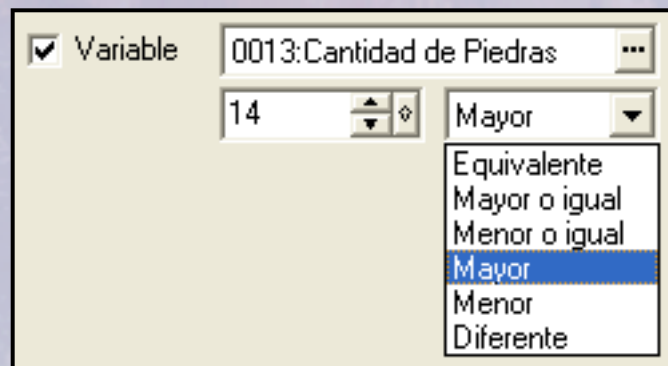 Variable 0013:Cantidad de Piedras ...
14 Mayor
Equivalente
Mayor o igual
Menor o igual
Mayor
Menor
Diferente